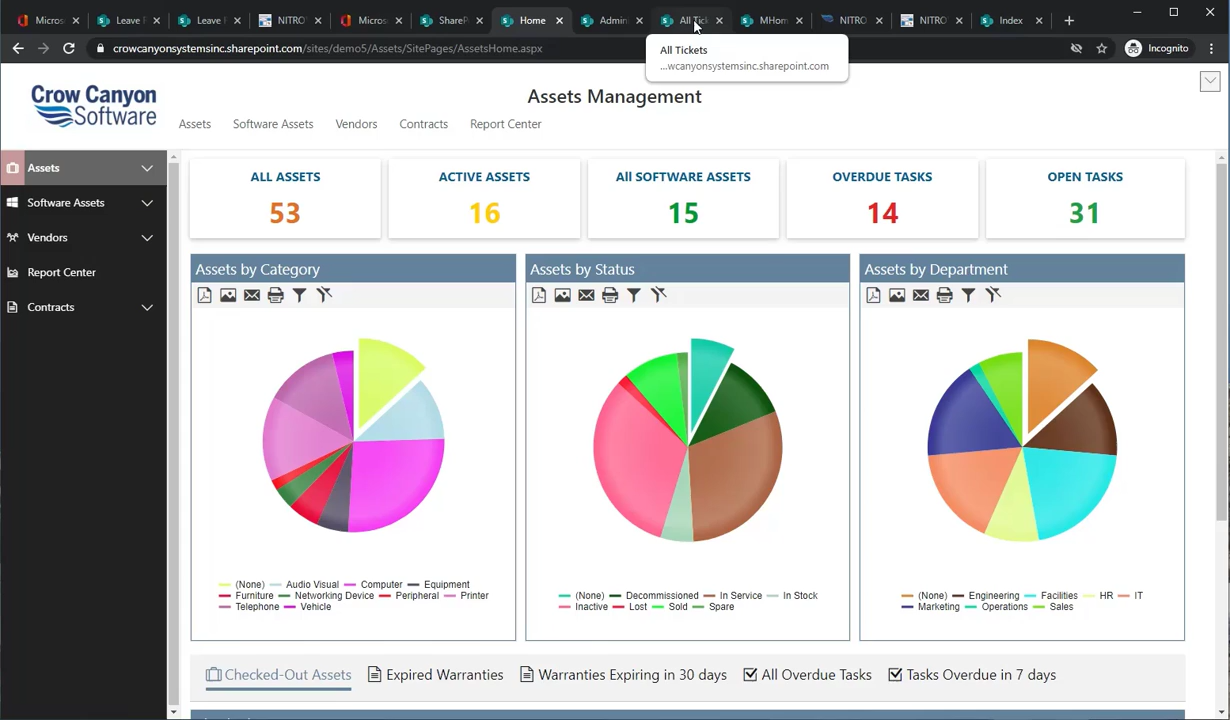 Micros Leave F Leave F NITRO Micros ShareP Home Admin All Tick MHom NITRO NITRO Index
crowcanyonsystemsinc.sharepoint.com/sites/demo5/Assets/SitePages/AssetsHome.aspx
Incognito
All Tickets
...wcanyonsystemsinc.sharepoint.com
Crow Canyon
Software
Assets Management
Assets Software Assets Vendors Contracts Report Center
Assets
Software Assets
Vendors
Report Center
Contracts
ALL ASSETS
53
ACTIVE ASSETS
16
All SOFTWARE ASSETS
15
OVERDUE TASKS
14
OPEN TASKS
31
Assets by Category
(None) Audio Visual Computer Equipment
Furniture Networking Device Peripheral Printer
Telephone Vehicle
Assets by Status
(None) Decommissioned In Service In Stock
Inactive Lost Sold Spare
Assets by Department
(None) Engineering Facilities HR IT
Marketing Operations Sales
Checked-Out Assets Expired Warranties Warranties Expiring in 30 days All Overdue Tasks Tasks Overdue in 7 days